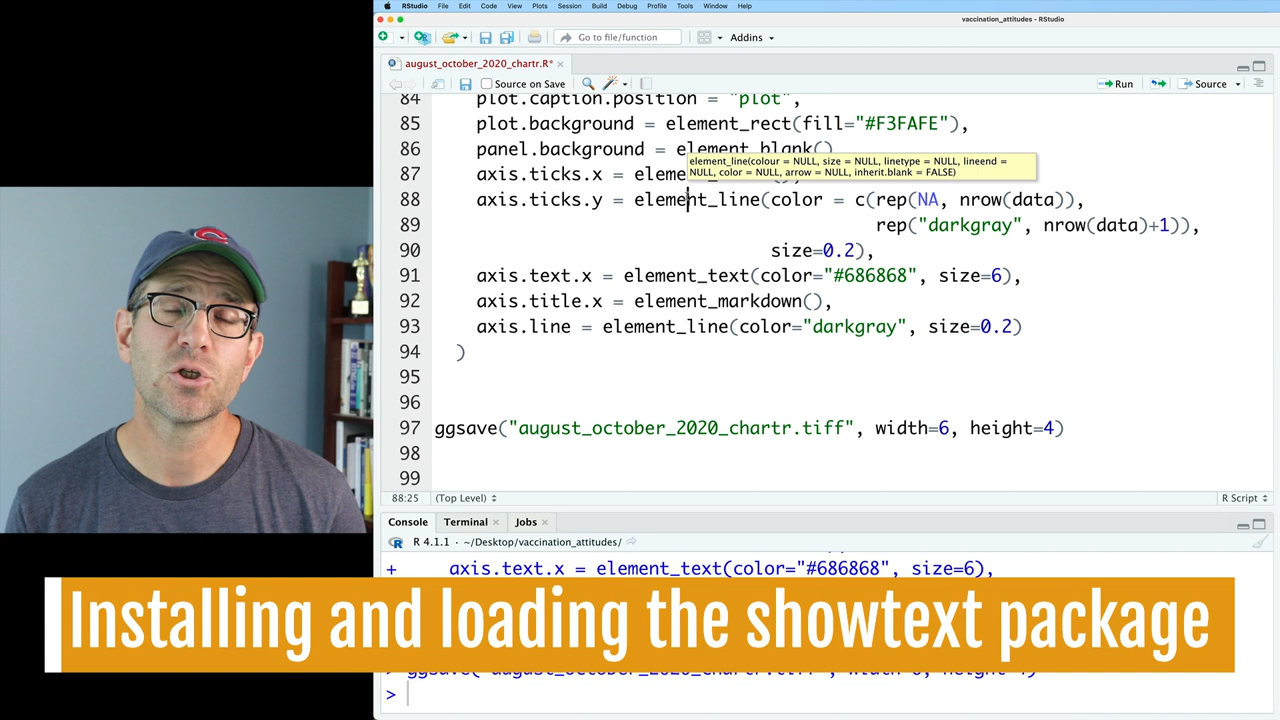 RStudio File Edit Code View Plots Session Build Debug Profile Tools Window Help
vaccination_attitudes - RStudio
Go to file/function Addins
august_october_2020_chartr.R*
Source on Save Run Source
84 plot.caption.position = "plot",
85 plot.background = element_rect(fill="#F3FAFE"),
86 panel.background = element_blank()
element_line(colour = NULL, size = NULL, linetype = NULL, lineend =
NULL, color = NULL, arrow = NULL, inherit.blank = FALSE)
87 axis.ticks.x =
88 axis.ticks.y = element_line(color = c(rep(NA, nrow(data)),
89 rep("darkgray", nrow(data)+1)),
90 size=0.2),
91 axis.text.x = element_text(color="#686868", size=6),
92 axis.title.x = element_markdown(),
93 axis.line = element_line(color="darkgray", size=0.2)
94 )
95
96
97 ggsave("august_october_2020_chartr.tiff", width=6, height=4)
98
99
88:25 (Top Level) R Script
Console Terminal Jobs
R 4.1.1 · ~/Desktop/vaccination_attitudes/
+ axis.text.x = element_text(color="#686868", size=6),
Installing and loading the showtext package
>